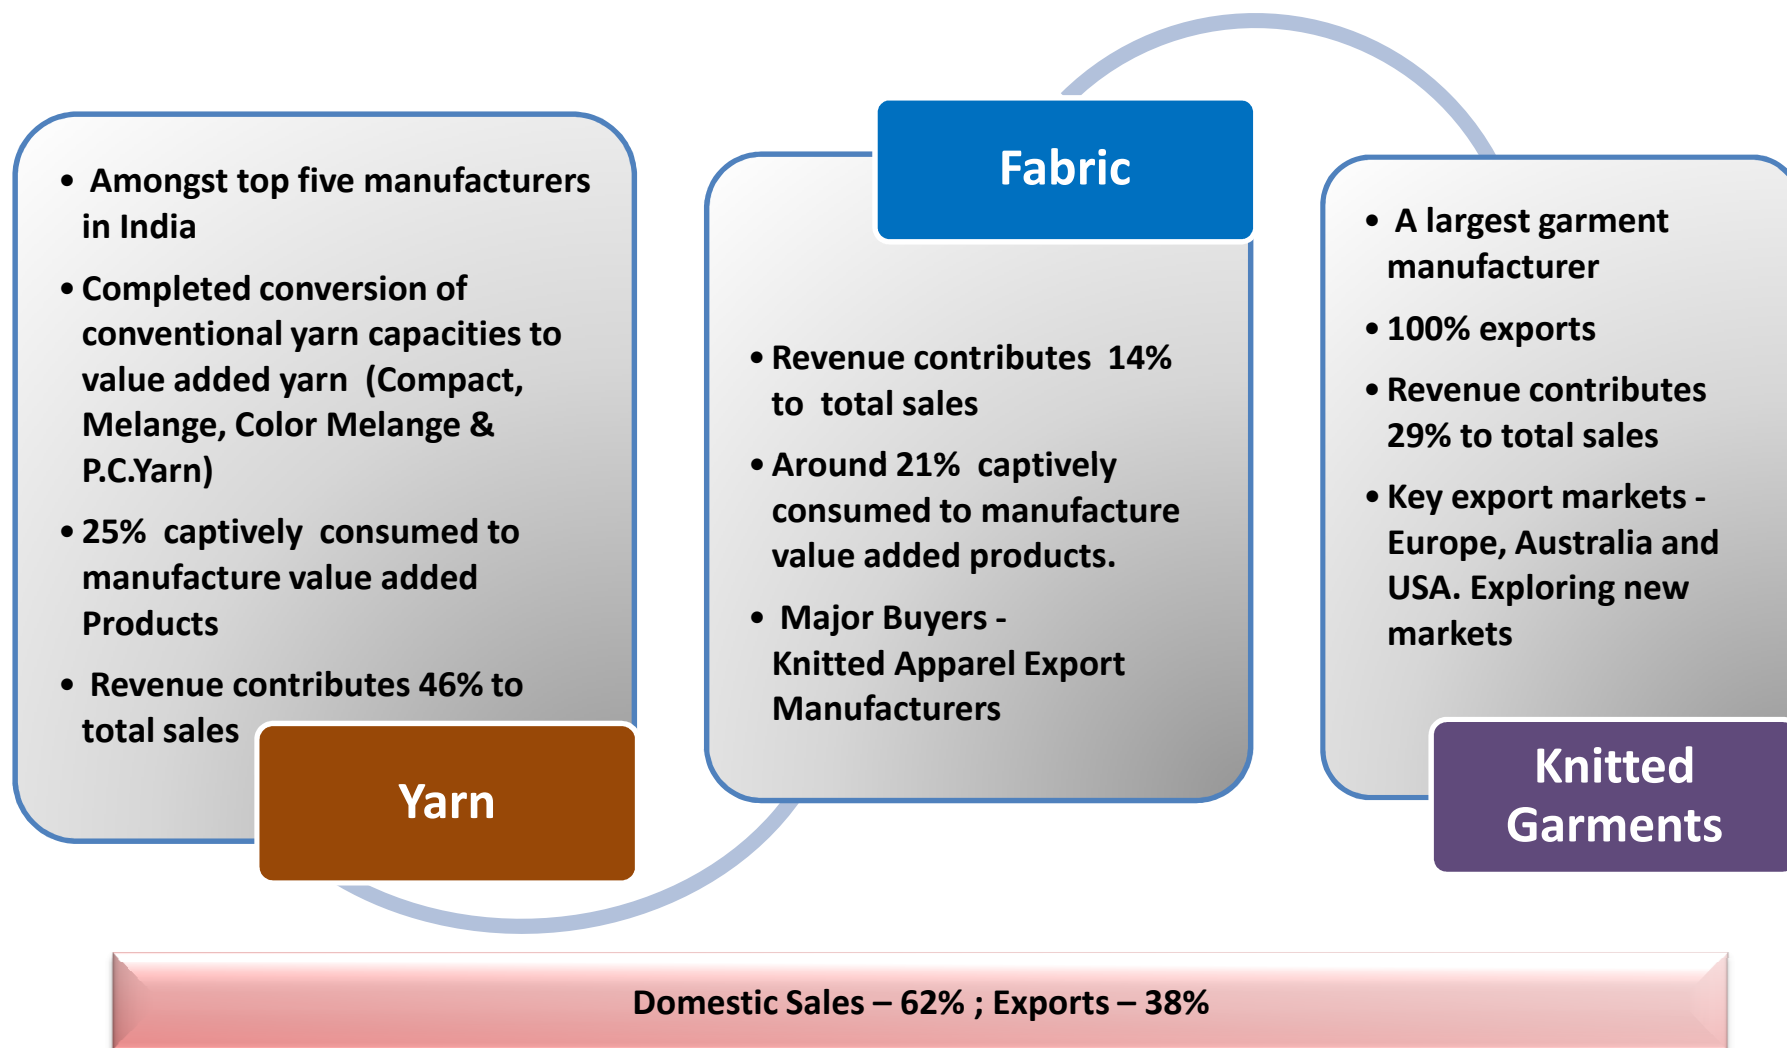 • Amongst top five manufacturers
in India
• Completed conversion of
conventional yarn capacities to
value added yarn (Compact,
Melange, Color Melange &
P.C.Yarn)
• 25% captively consumed to
manufacture value added
Products
• Revenue contributes 46% to
total sales
Yarn
Fabric
• Revenue contributes 14%
to total sales
• Around 21% captively
consumed to manufacture
value added products.
• Major Buyers -
Knitted Apparel Export
Manufacturers
• A largest garment
manufacturer
• 100% exports
• Revenue contributes
29% to total sales
• Key export markets -
Europe, Australia and
USA. Exploring new
markets
Knitted
Garments
Domestic Sales – 62% ; Exports – 38%